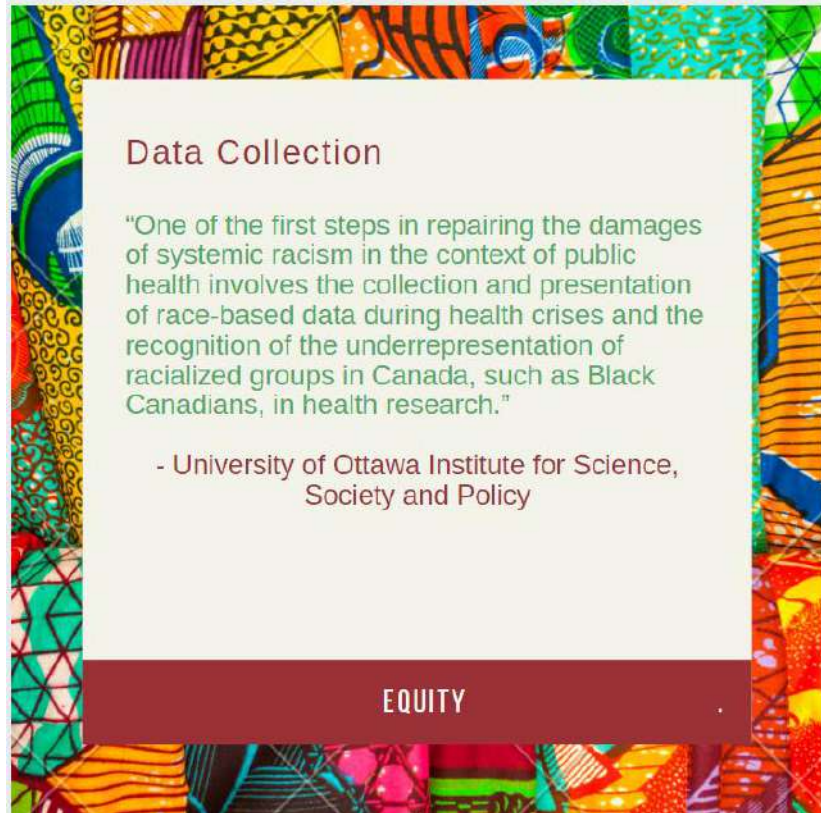 Data Collection
“One of the first steps in repairing the damages
of systemic racism in the context of public
health involves the collection and presentation
of race-based data during health crises and the
recognition of the underrepresentation of
racialized groups in Canada, such as Black
Canadians, in health research.”
- University of Ottawa Institute for Science,
Society and Policy
EQUITY .